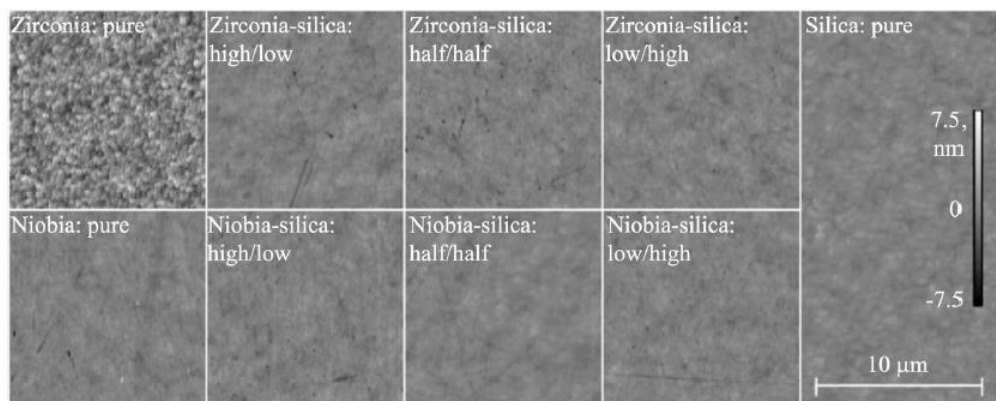 Zirconia: pure
Zirconia-silica:
high/low
Zirconia-silica:
half/half
Zirconia-silica:
low/high
Silica: pure
7.5,
nm
0
-7.5
10 μm
Niobia: pure
Niobia-silica:
high/low
Niobia-silica:
half/half
Niobia-silica:
low/high